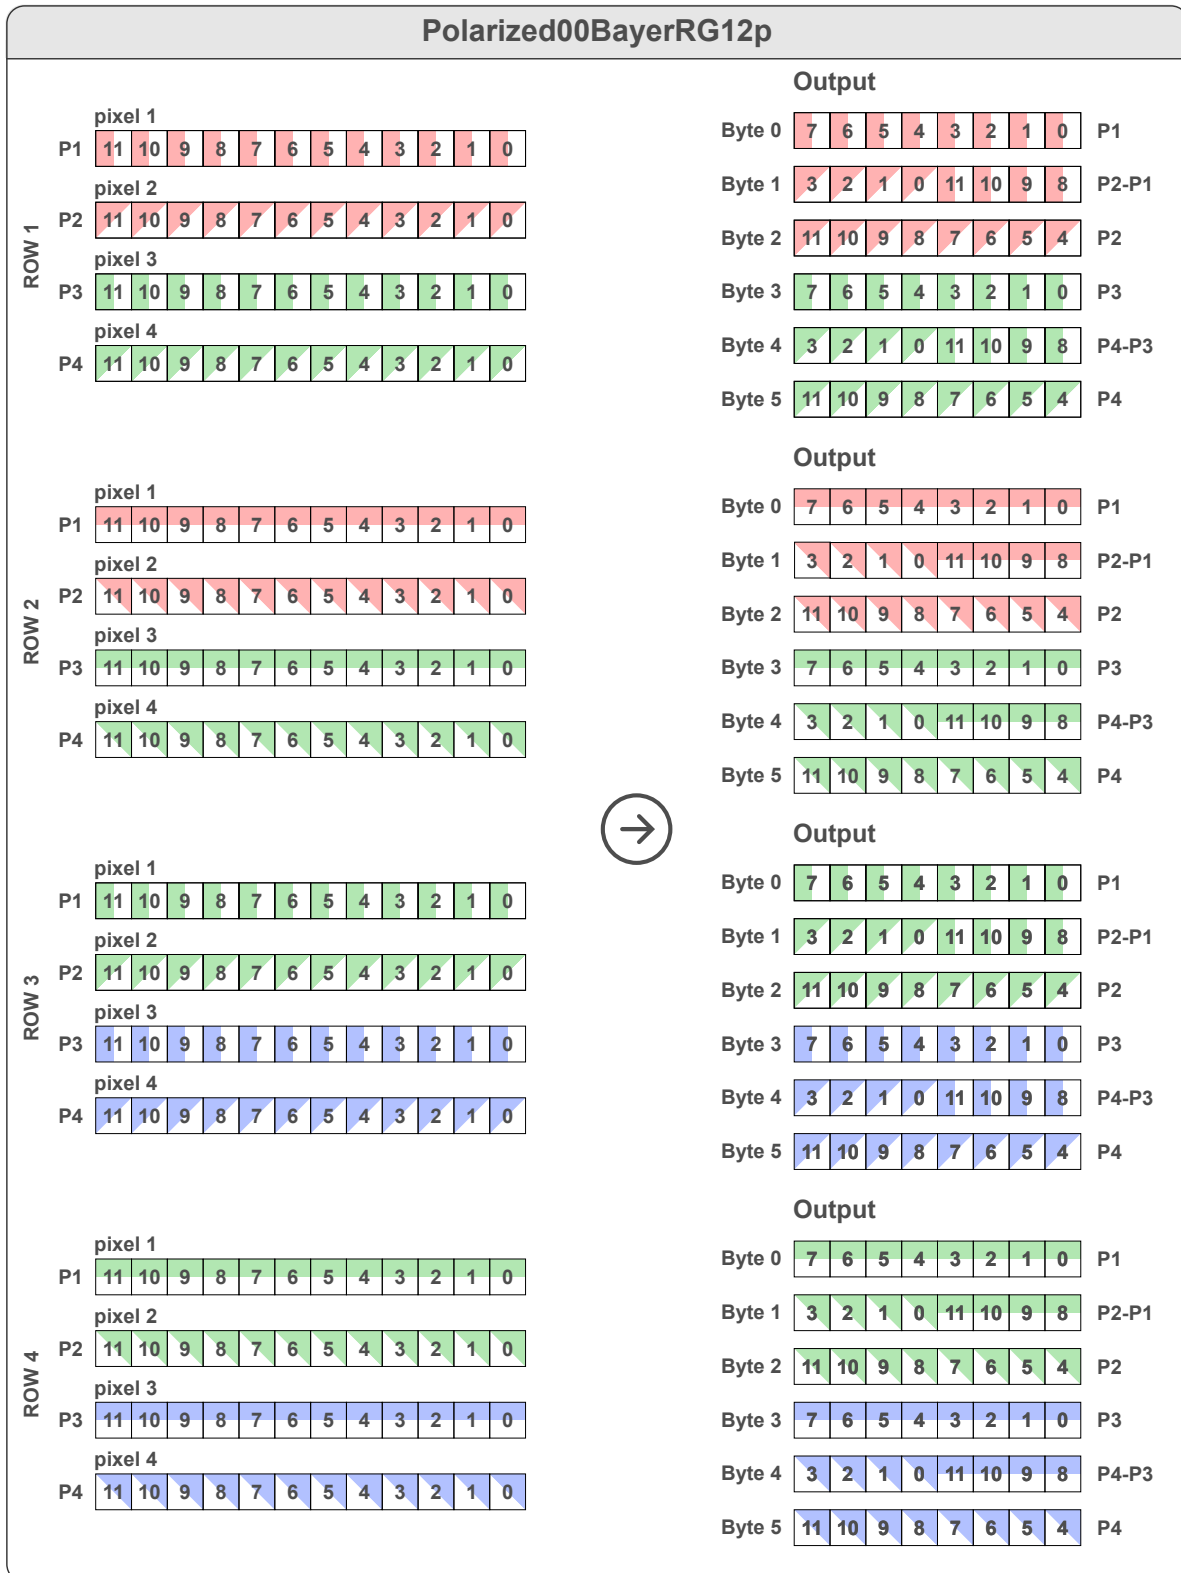 Polarized00BayerRG12p
ROW 1
pixel 1
P1 11 10 9 8 7 6 5 4 3 2 1 0
pixel 2
P2 11 10 9 8 7 6 5 4 3 2 1 0
pixel 3
P3 11 10 9 8 7 6 5 4 3 2 1 0
pixel 4
P4 11 10 9 8 7 6 5 4 3 2 1 0
Output
Byte 0 7 6 5 4 3 2 1 0 P1
Byte 1 3 2 1 0 11 10 9 8 P2-P1
Byte 2 11 10 9 8 7 6 5 4 P2
Byte 3 7 6 5 4 3 2 1 0 P3
Byte 4 3 2 1 0 11 10 9 8 P4-P3
Byte 5 11 10 9 8 7 6 5 4 P4
ROW 2
pixel 1
P1 11 10 9 8 7 6 5 4 3 2 1 0
pixel 2
P2 11 10 9 8 7 6 5 4 3 2 1 0
pixel 3
P3 11 10 9 8 7 6 5 4 3 2 1 0
pixel 4
P4 11 10 9 8 7 6 5 4 3 2 1 0
Output
Byte 0 7 6 5 4 3 2 1 0 P1
Byte 1 3 2 1 0 11 10 9 8 P2-P1
Byte 2 11 10 9 8 7 6 5 4 P2
Byte 3 7 6 5 4 3 2 1 0 P3
Byte 4 3 2 1 0 11 10 9 8 P4-P3
Byte 5 11 10 9 8 7 6 5 4 P4
ROW 3
pixel 1
P1 11 10 9 8 7 6 5 4 3 2 1 0
pixel 2
P2 11 10 9 8 7 6 5 4 3 2 1 0
pixel 3
P3 11 10 9 8 7 6 5 4 3 2 1 0
pixel 4
P4 11 10 9 8 7 6 5 4 3 2 1 0
Output
Byte 0 7 6 5 4 3 2 1 0 P1
Byte 1 3 2 1 0 11 10 9 8 P2-P1
Byte 2 11 10 9 8 7 6 5 4 P2
Byte 3 7 6 5 4 3 2 1 0 P3
Byte 4 3 2 1 0 11 10 9 8 P4-P3
Byte 5 11 10 9 8 7 6 5 4 P4
ROW 4
pixel 1
P1 11 10 9 8 7 6 5 4 3 2 1 0
pixel 2
P2 11 10 9 8 7 6 5 4 3 2 1 0
pixel 3
P3 11 10 9 8 7 6 5 4 3 2 1 0
pixel 4
P4 11 10 9 8 7 6 5 4 3 2 1 0
Output
Byte 0 7 6 5 4 3 2 1 0 P1
Byte 1 3 2 1 0 11 10 9 8 P2-P1
Byte 2 11 10 9 8 7 6 5 4 P2
Byte 3 7 6 5 4 3 2 1 0 P3
Byte 4 3 2 1 0 11 10 9 8 P4-P3
Byte 5 11 10 9 8 7 6 5 4 P4